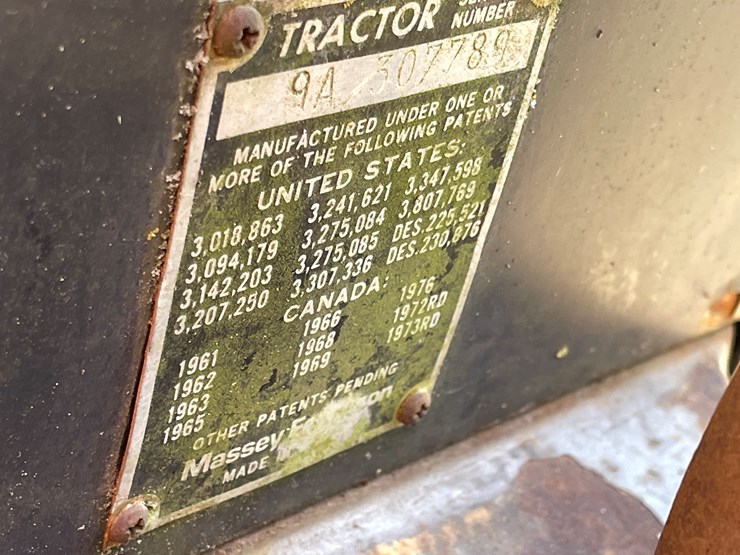 TRACTOR
NUMBER
9A 307789
MANUFACTURED UNDER ONE OR
MORE OF THE FOLLOWING PATENTS
UNITED STATES:
3,018,863 3,241,621 3,347,598
3,094,179 3,275,084 3,807,769
3,142,203 3,275,085 DES.225,521
3,207,250 3,307,336 DES.230,976
CANADA:
1961 1966 1976
1962 1968 1972RD
1963 1969 1973RD
1965
OTHER PATENTS PENDING
Massey
MADE